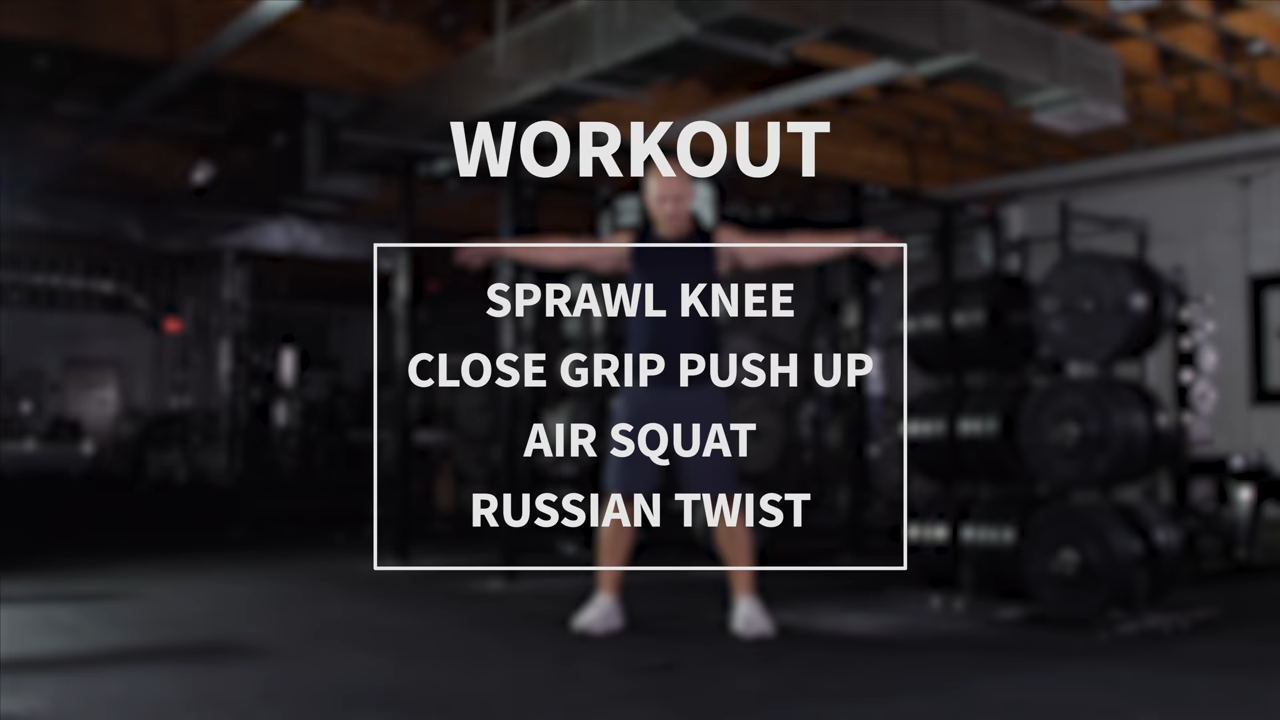 WORKOUT
SPRAWL KNEE
CLOSE GRIP PUSH UP
AIR SQUAT
RUSSIAN TWIST